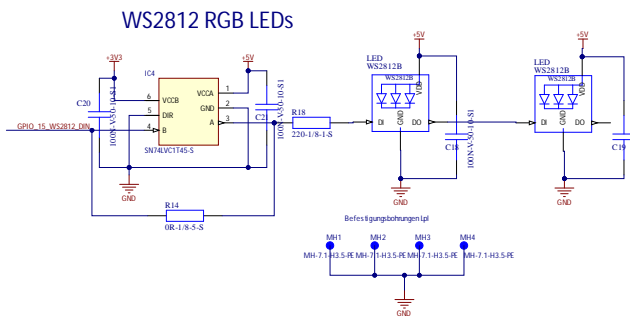 WS2812 RGB LEDs
+3V3
+5V
IC4
C20
100N-V-50-10-S1
6 VCCB
5 DIR
4 B
VCCA 1
GND 2
A 3
SN74LVC1T45-S
C21
100N-V-50-10-S1
GPIO_15_WS2812_DIN
GND
R14
0R-1/8-5-S
R18
220-1/8-1-S
+5V
LED
WS2812B
WS2812B
VDD
DI
GND
DO
C18
100N-V-50-10-S1
GND
+5V
LED
WS2812B
WS2812B
VDD
DI
GND
DO
C19
GND
Befestigungsbohrungen Lpl
MH1
MH2
MH3
MH4
MH-7.1-H3.5-PE
MH-7.1-H3.5-PE
MH-7.1-H3.5-PE
MH-7.1-H3.5-PE
GND